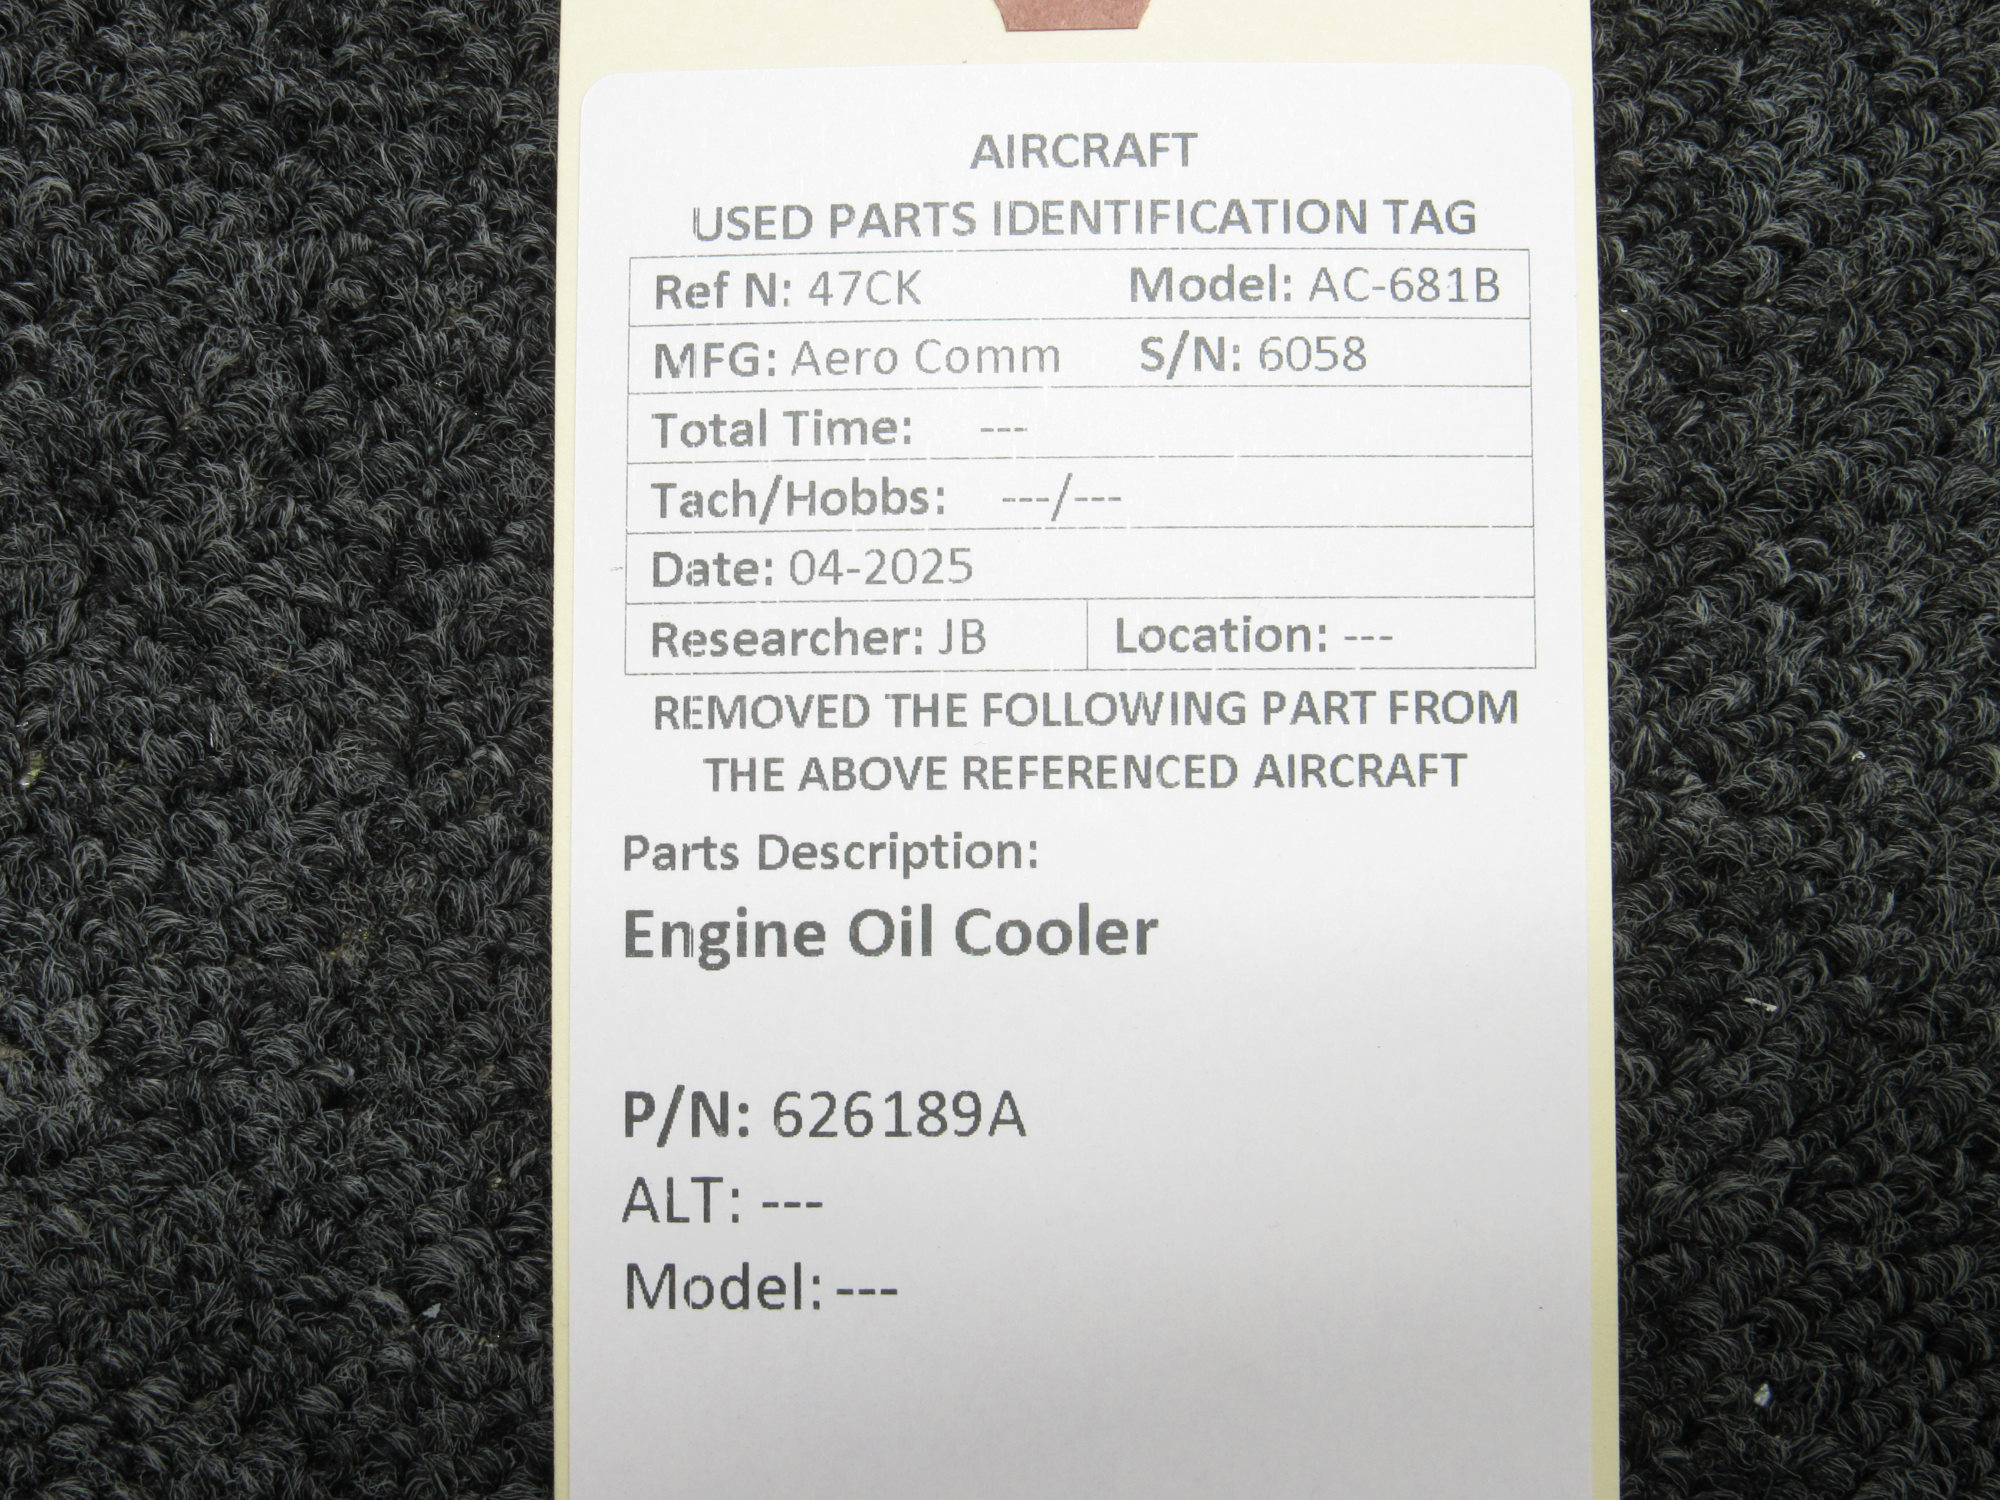 AIRCRAFT
USED PARTS IDENTIFICATION TAG
Ref N: 47CK Model: AC-681B
MFG: Aero Comm S/N: 6058
Total Time: ---
Tach/Hobbs: ---/---
Date: 04-2025
Researcher: JB Location: ---
REMOVED THE FOLLOWING PART FROM
THE ABOVE REFERENCED AIRCRAFT
Parts Description:
Engine Oil Cooler
P/N: 626189A
ALT: ---
Model: ---